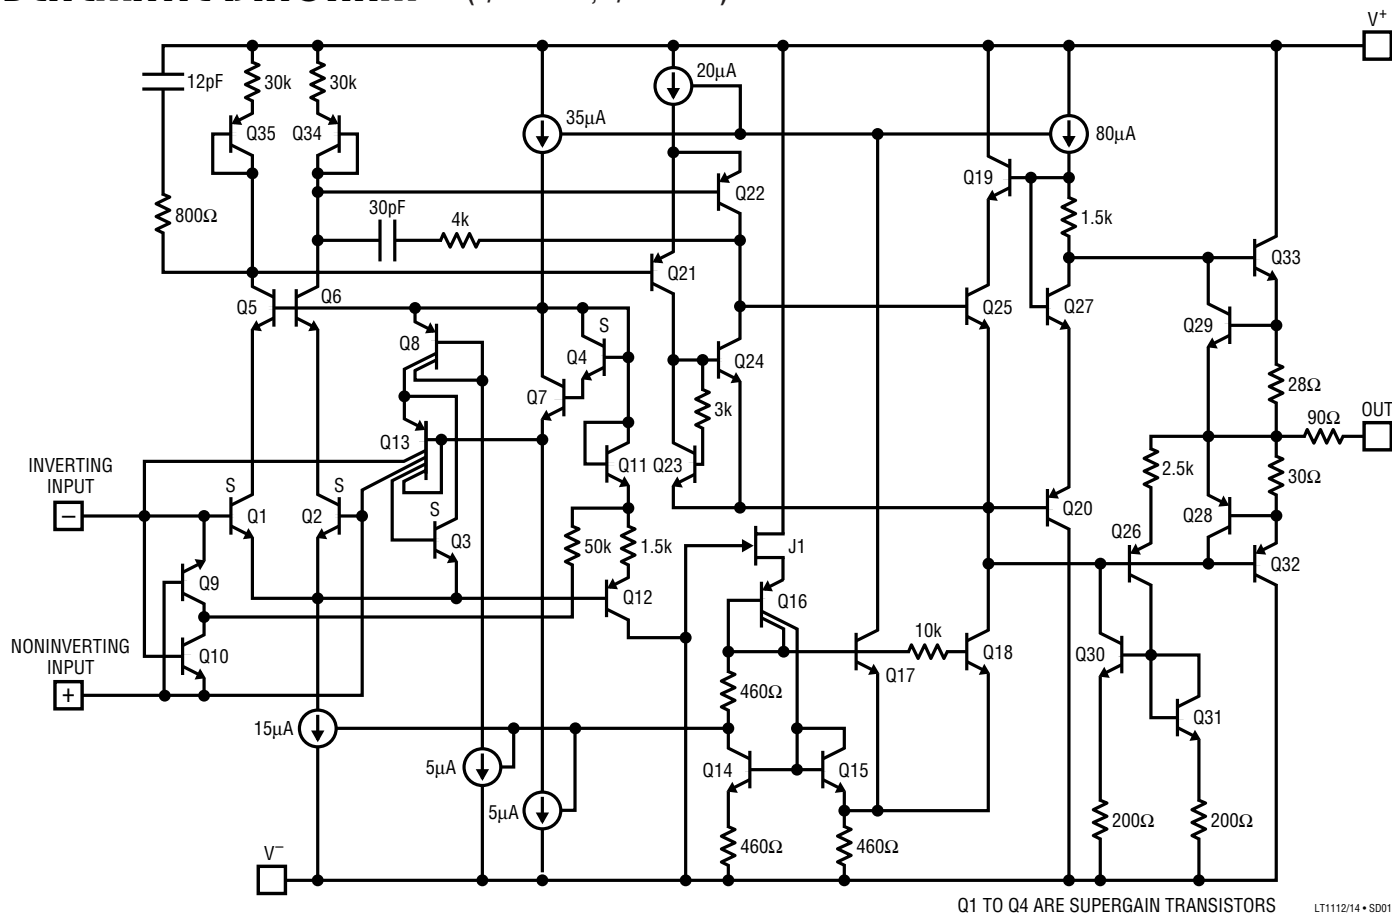 V+
12pF
30k
30k
20µA
35µA
80µA
Q35
Q34
Q22
Q19
800Ω
30pF
4k
1.5k
Q21
Q33
Q5
Q6
Q25
Q27
Q29
Q8
S
Q4
Q24
28Ω
Q7
3k
90Ω
OUT
Q13
INVERTING
INPUT
Q11
Q23
2.5k
30Ω
S
S
S
−
Q1
Q2
Q3
Q20
Q28
Q26
50k
1.5k
J1
Q9
Q12
Q16
Q32
NONINVERTING
INPUT
Q10
10k
Q18
Q30
Q17
+
460Ω
15µA
Q31
5µA
Q14
Q15
5µA
460Ω
460Ω
200Ω
200Ω
V−
Q1 TO Q4 ARE SUPERGAIN TRANSISTORS
LT1112/14 • SD01